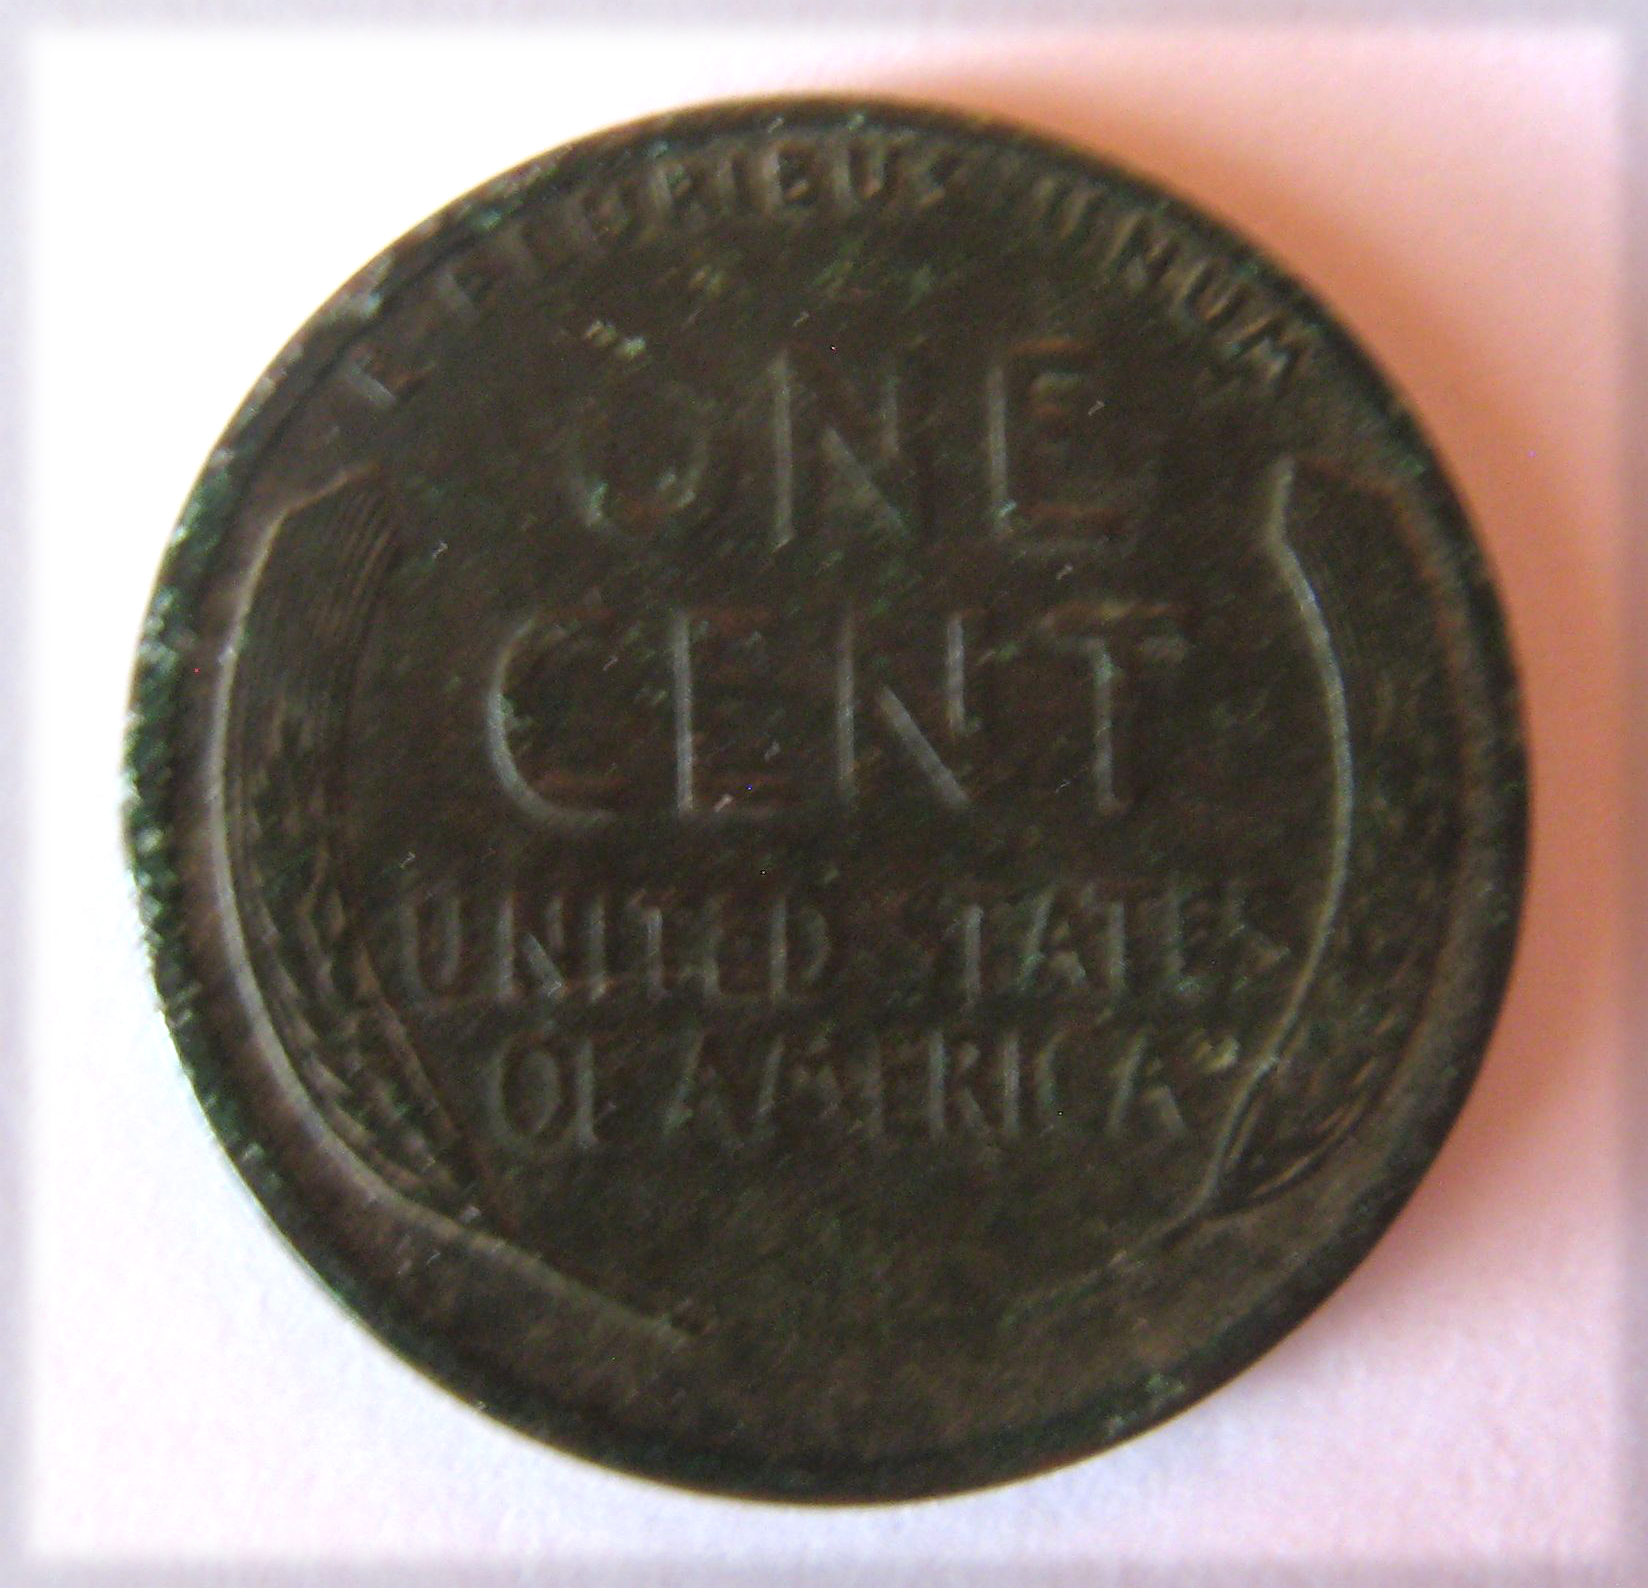 E PLURIBUS UNUM
ONE
CENT
UNITED STATES
OF AMERICA